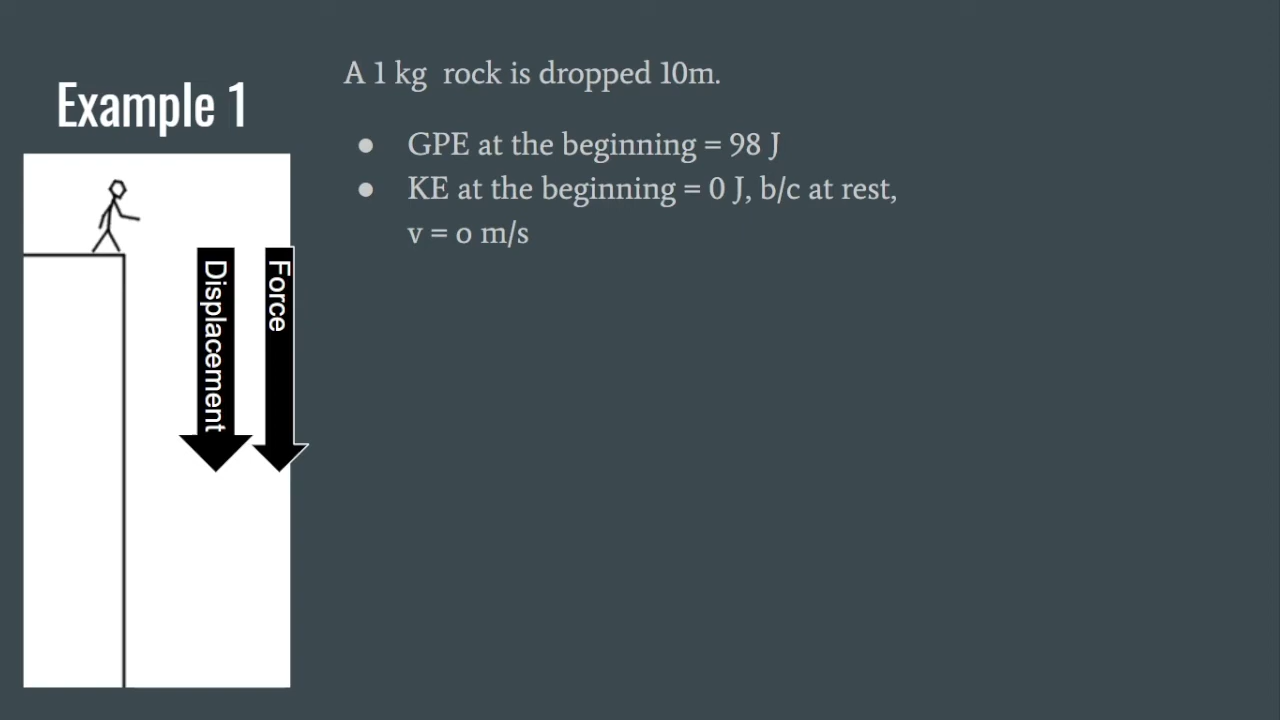 Example 1
A 1 kg rock is dropped 10m.
● GPE at the beginning = 98 J
● KE at the beginning = 0 J, b/c at rest,
v = 0 m/s
Displacement
Force